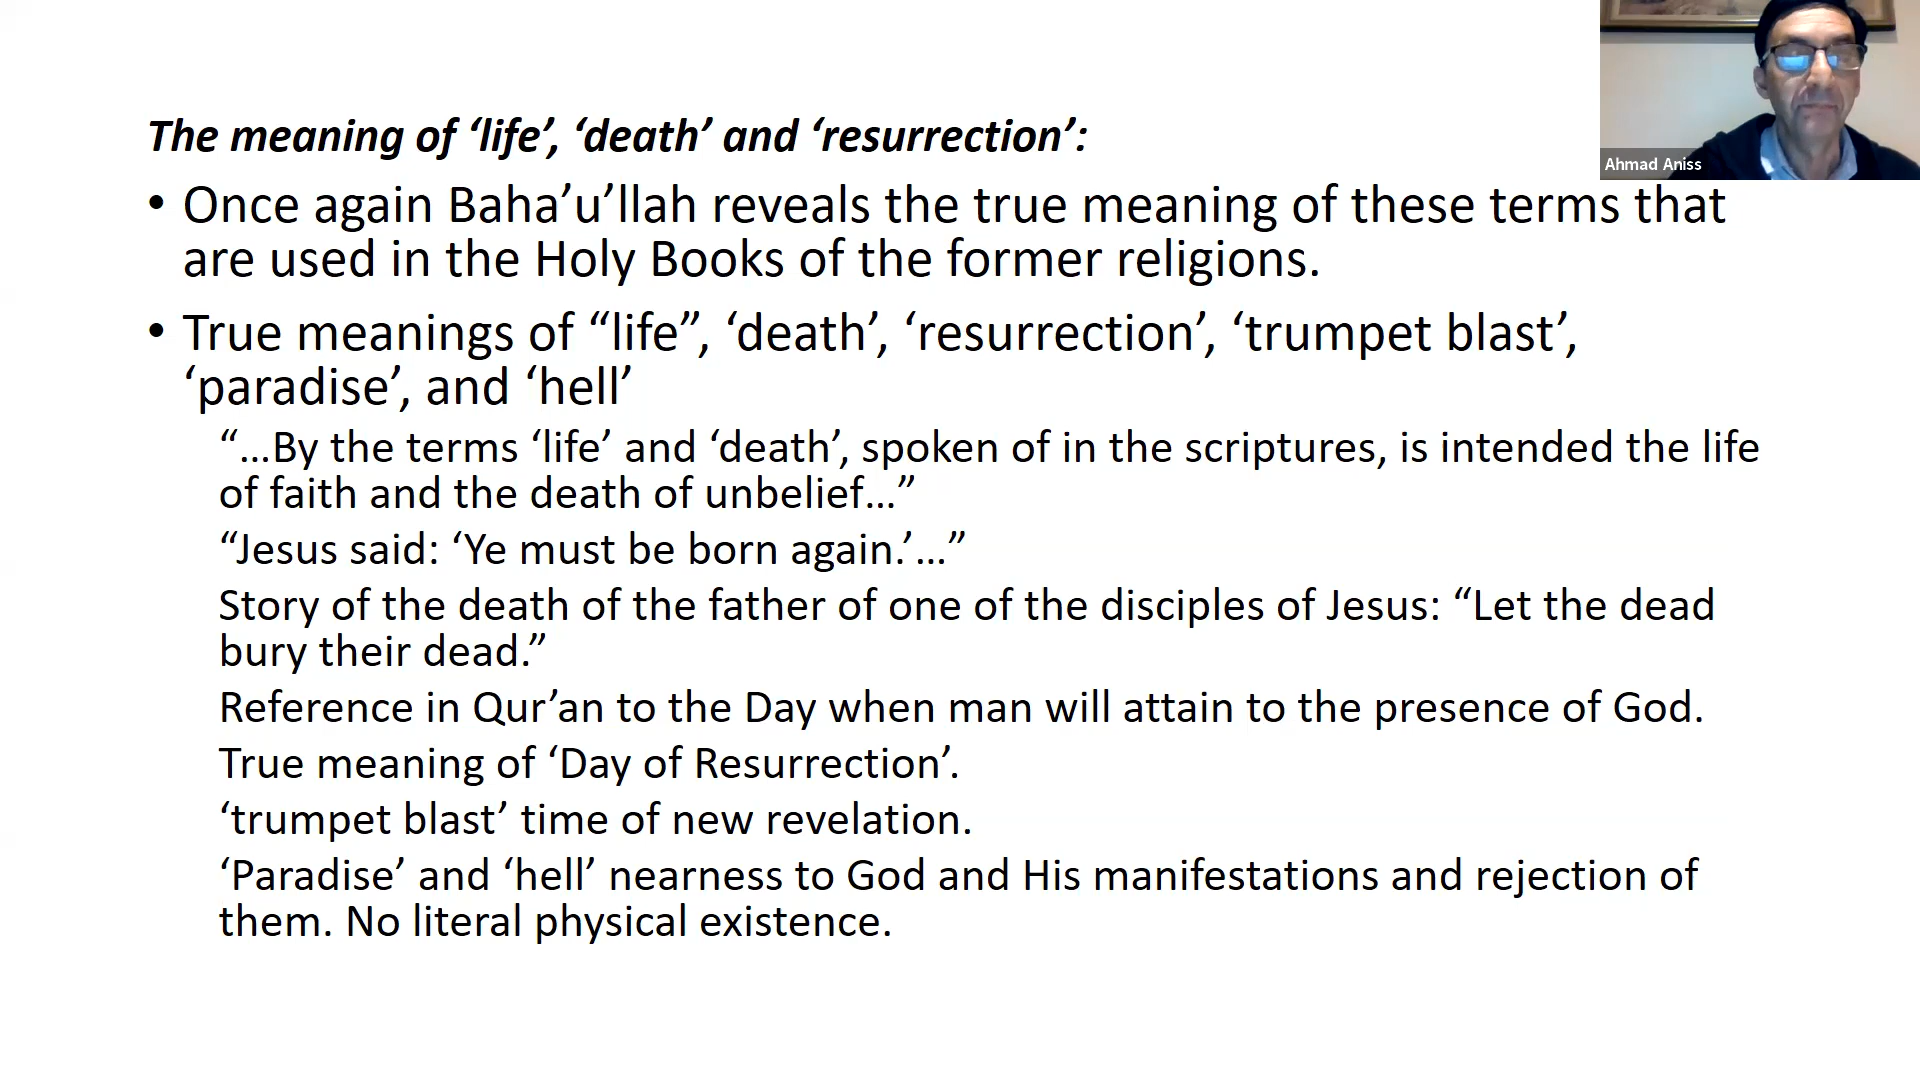 Ahmad Aniss
The meaning of ‘life’, ‘death’ and ‘resurrection’:
• Once again Baha’u’llah reveals the true meaning of these terms that
are used in the Holy Books of the former religions.
• True meanings of “life”, ‘death’, ‘resurrection’, ‘trumpet blast’,
‘paradise’, and ‘hell’
“…By the terms ‘life’ and ‘death’, spoken of in the scriptures, is intended the life
of faith and the death of unbelief…”
“Jesus said: ‘Ye must be born again.’…”
Story of the death of the father of one of the disciples of Jesus: “Let the dead
bury their dead.”
Reference in Qur’an to the Day when man will attain to the presence of God.
True meaning of ‘Day of Resurrection’.
‘trumpet blast’ time of new revelation.
‘Paradise’ and ‘hell’ nearness to God and His manifestations and rejection of
them. No literal physical existence.